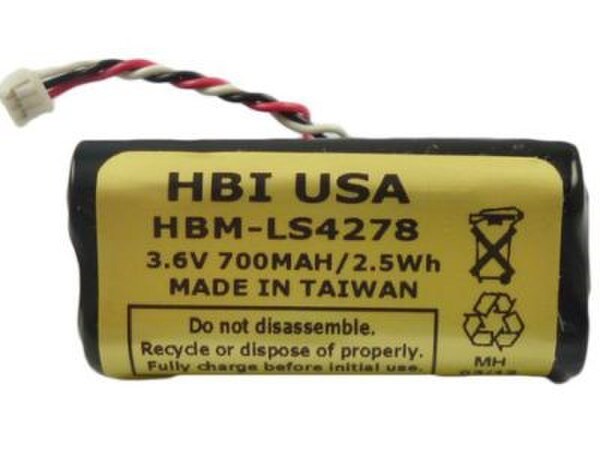 HBI USA
HBM-LS4278
3.6V 700MAH/2.5Wh
MADE IN TAIWAN
Do not disassemble.
Recycle or dispose of properly.
Fully charge before initial use.
MH